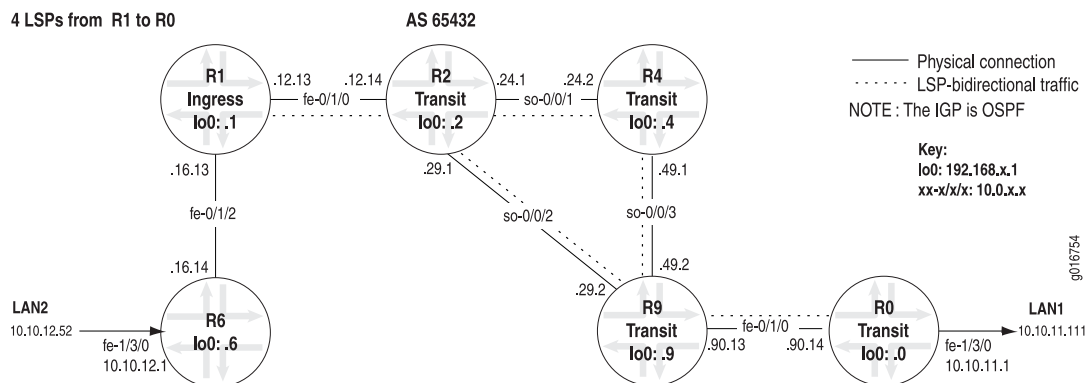 4 LSPs from R1 to R0
AS 65432
R1
Ingress
lo0: .1
.12.13
fe-0/1/0
.12.14
R2
Transit
lo0: .2
.24.1
so-0/0/1
.24.2
R4
Transit
lo0: .4
Physical connection
LSP-bidirectional traffic
NOTE : The IGP is OSPF
Key:
lo0: 192.168.x.1
xx-x/x/x: 10.0.x.x
.16.13
.29.1
.49.1
fe-0/1/2
so-0/0/2
so-0/0/3
.16.14
.29.2
.49.2
g016754
LAN2
10.10.12.52
fe-1/3/0
10.10.12.1
R6
lo0: .6
R9
Transit
lo0: .9
.90.13
fe-0/1/0
.90.14
R0
Transit
lo0: .0
LAN1
10.10.11.111
fe-1/3/0
10.10.11.1